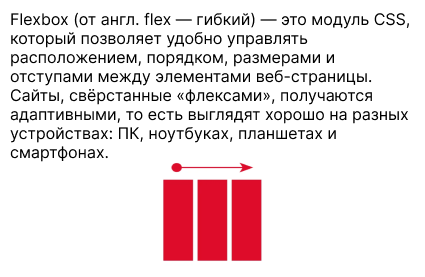 Flexbox (от англ. flex — гибкий) — это модуль CSS,
который позволяет удобно управлять
расположением, порядком, размерами и
отступами между элементами веб-страницы.
Сайты, свёрстанные «флексами», получаются
адаптивными, то есть выглядят хорошо на разных
устройствах: ПК, ноутбуках, планшетах и
смартфонах.